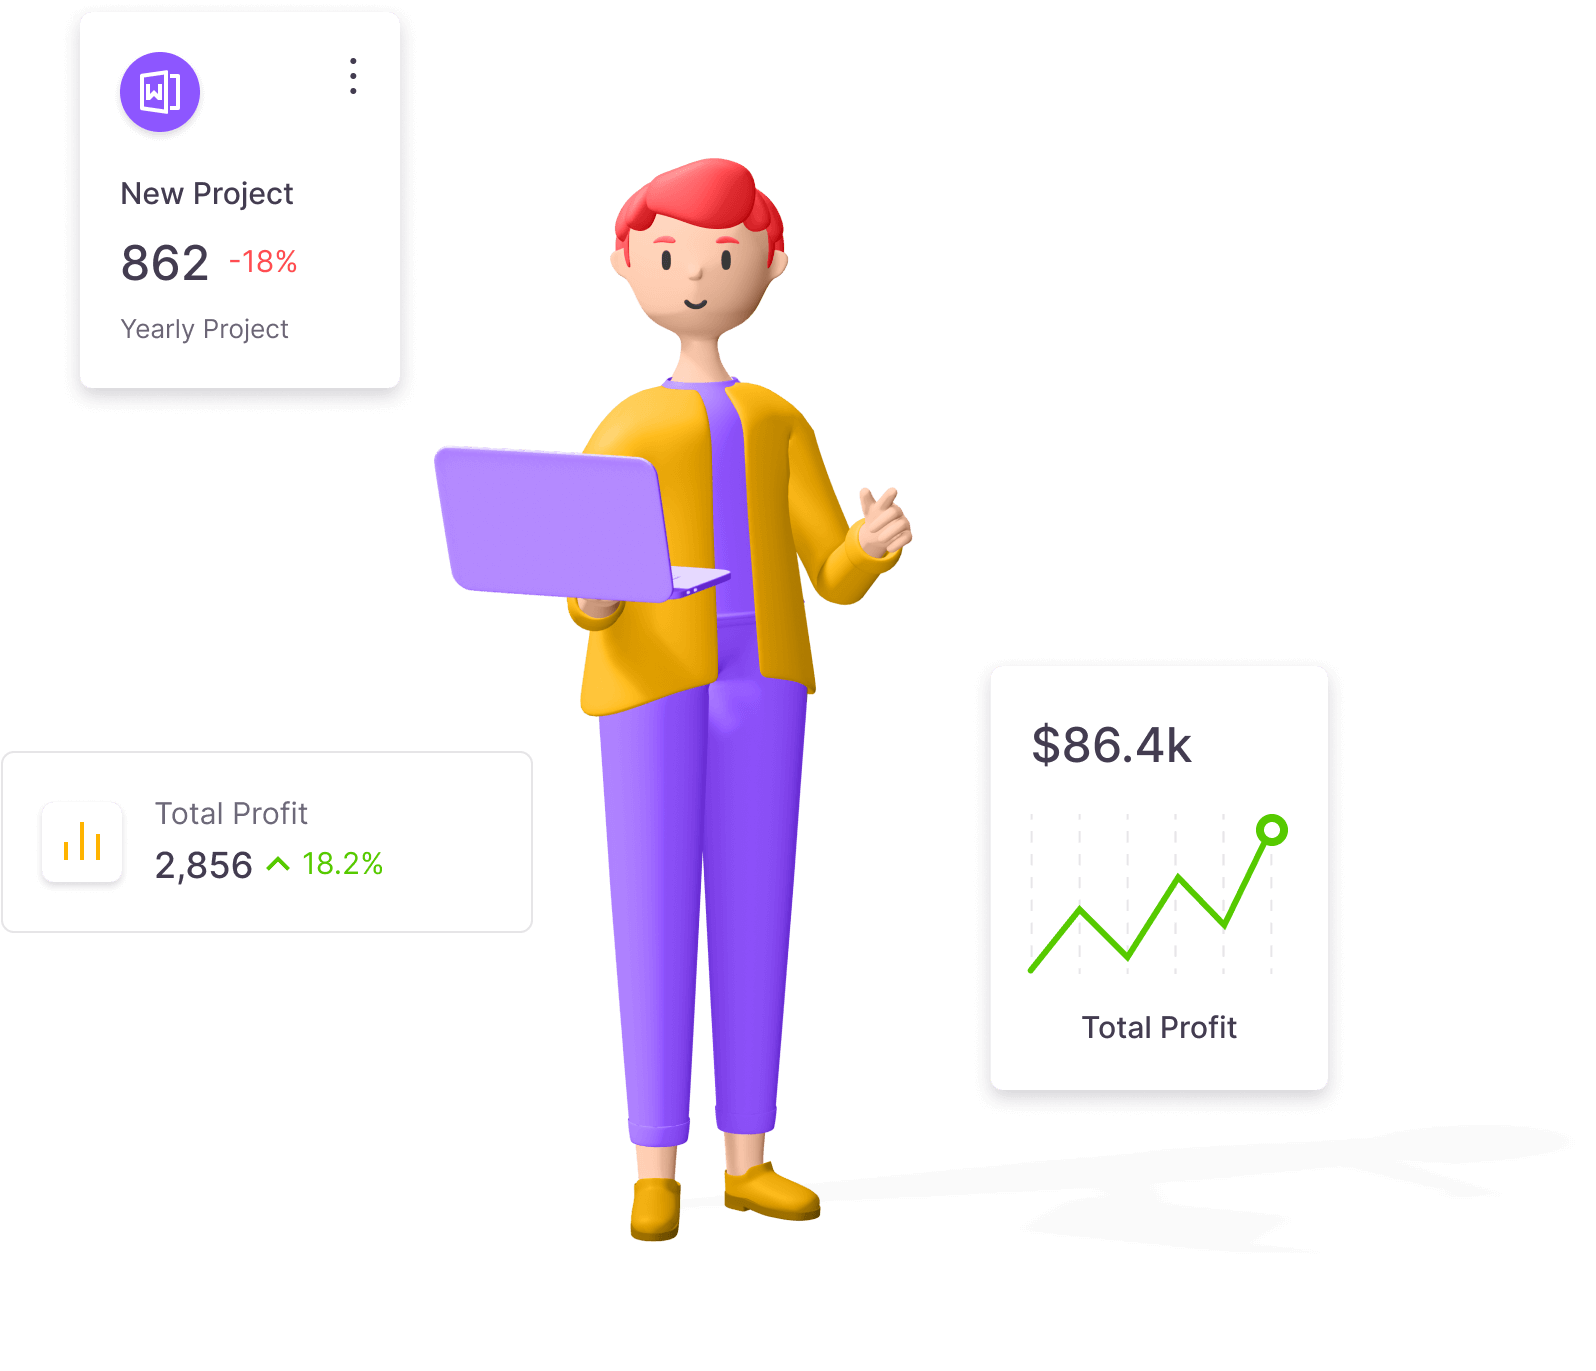 New Project
862 -18%
Yearly Project
Total Profit
2,856 18.2%
$86.4k
Total Profit